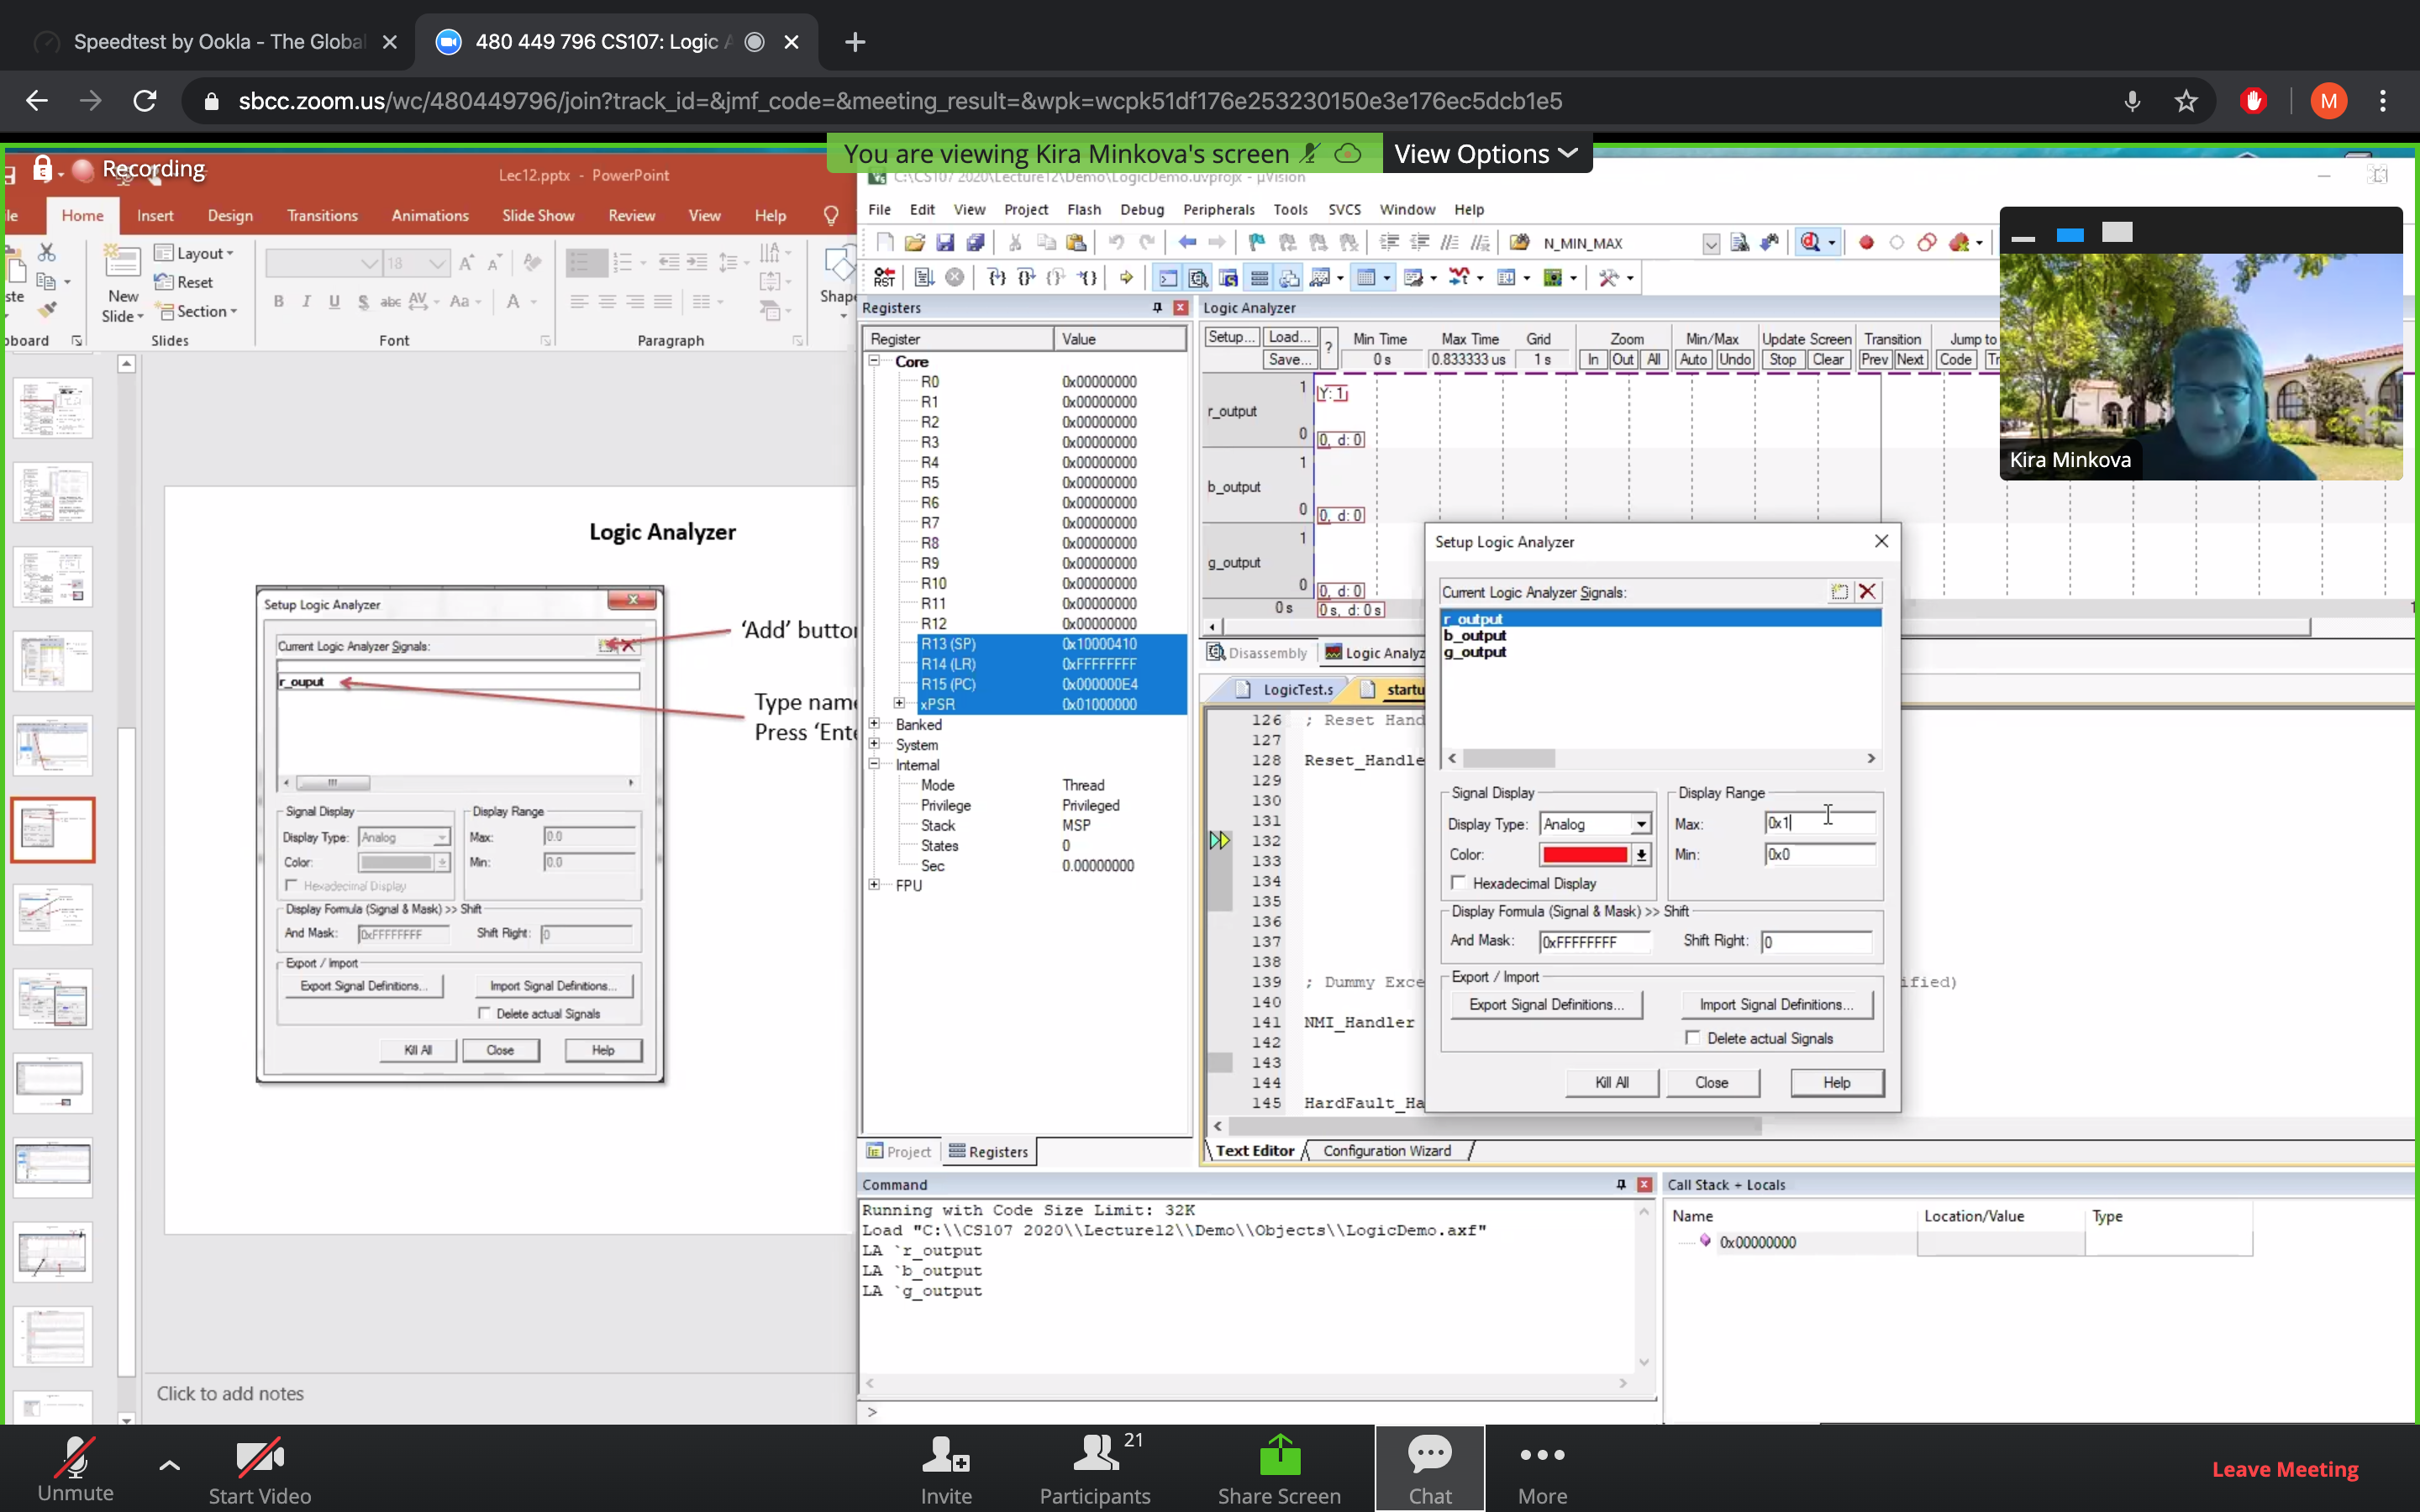 Speedtest by Ookla - The Global
480 449 796 CS107: Logic A
sbcc.zoom.us/wc/480449796/join?track_id=&jmf_code=&meeting_result=&wpk=wcpk51df176e253230150e3e176ec5dcb1e5
M
You are viewing Kira Minkova's screen
View Options
Recording
Lec12.pptx - PowerPoint
Home Insert Design Transitions Animations Slide Show Review View Help
Layout
Reset
Section
New
Slide
18
B I U S abc AV Aa A
Shape
Slides Font Paragraph
Logic Analyzer
Setup Logic Analyzer
Current Logic Analyzer Signals:
r_ouput
'Add' button
Type name
Press 'Ente
Signal Display
Display Range
Display Type: Analog
Max: 0.0
Color:
Min: 0.0
Hexadecimal Display
Display Formula (Signal & Mask) >> Shift
And Mask: 0xFFFFFFFF
Shift Right: 0
Export / Import
Export Signal Definitions...
Import Signal Definitions...
Delete actual Signals
Kill All Close Help
Click to add notes
C:\CS107 2020\Lecture12\Demo\LogicDemo.uvprojx - µVision
File Edit View Project Flash Debug Peripherals Tools SVCS Window Help
N_MIN_MAX
RST
Registers
Register Value
Core
R0 0x00000000
R1 0x00000000
R2 0x00000000
R3 0x00000000
R4 0x00000000
R5 0x00000000
R6 0x00000000
R7 0x00000000
R8 0x00000000
R9 0x00000000
R10 0x00000000
R11 0x00000000
R12 0x00000000
R13 (SP) 0x10000410
R14 (LR) 0xFFFFFFFF
R15 (PC) 0x000000E4
xPSR 0x01000000
Banked
System
Internal
Mode Thread
Privilege Privileged
Stack MSP
States 0
Sec 0.00000000
FPU
Project Registers
Logic Analyzer
Setup... Load... ? Min Time Max Time Grid Zoom Min/Max Update Screen Transition Jump to
Save... 0 s 0.833333 us 1 s In Out All Auto Undo Stop Clear Prev Next Code Tr
1
Y: 1
r_output
0
0, d: 0
1
b_output
0
0, d: 0
1
g_output
0
0, d: 0
0 s
0 s, d: 0 s
Disassembly Logic Analyz
LogicTest.s startu
126 ; Reset Hand
127
128 Reset_Handle
129
130
131
132
133
134
135
136
137
138
139 ; Dummy Exce
ified)
140
141 NMI_Handler
142
143
144
145 HardFault_Ha
Text Editor Configuration Wizard
Setup Logic Analyzer
Current Logic Analyzer Signals:
r_output
b_output
g_output
Signal Display
Display Range
Display Type: Analog
Max: 0x1
Color:
Min: 0x0
Hexadecimal Display
Display Formula (Signal & Mask) >> Shift
And Mask: 0xFFFFFFFF
Shift Right: 0
Export / Import
Export Signal Definitions...
Import Signal Definitions...
Delete actual Signals
Kill All Close Help
Kira Minkova
Command
Running with Code Size Limit: 32K
Load "C:\\CS107 2020\\Lecture12\\Demo\\Objects\\LogicDemo.axf"
LA `r_output
LA `b_output
LA `g_output
>
Call Stack + Locals
Name Location/Value Type
0x00000000
Unmute
Start Video
Invite
21
Participants
Share Screen
Chat
More
Leave Meeting